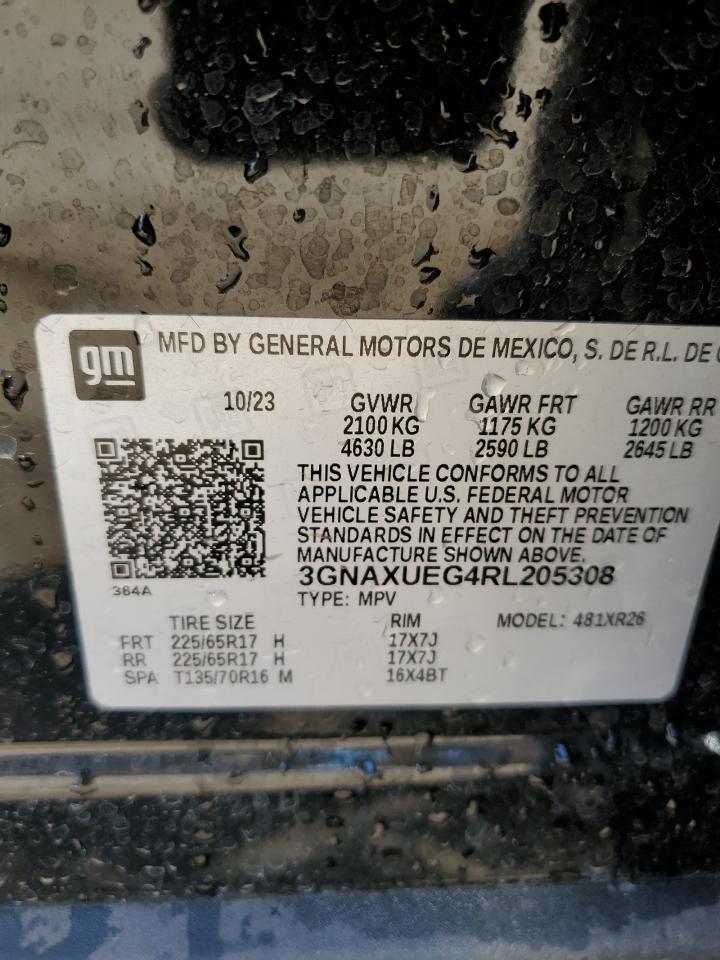 gm
MFD BY GENERAL MOTORS DE MEXICO, S. DE R.L. DE
10/23 GVWR GAWR FRT GAWR RR
2100 KG 1175 KG 1200 KG
4630 LB 2590 LB 2645 LB
THIS VEHICLE CONFORMS TO ALL
APPLICABLE U.S. FEDERAL MOTOR
VEHICLE SAFETY AND THEFT PREVENTION
STANDARDS IN EFFECT ON THE DATE OF
MANUFACTURE SHOWN ABOVE.
3GNAXUEG4RL205308
384A
TYPE: MPV
TIRE SIZE RIM MODEL: 481XR26
FRT 225/65R17 H 17X7J
RR 225/65R17 H 17X7J
SPA T135/70R16 M 16X4BT